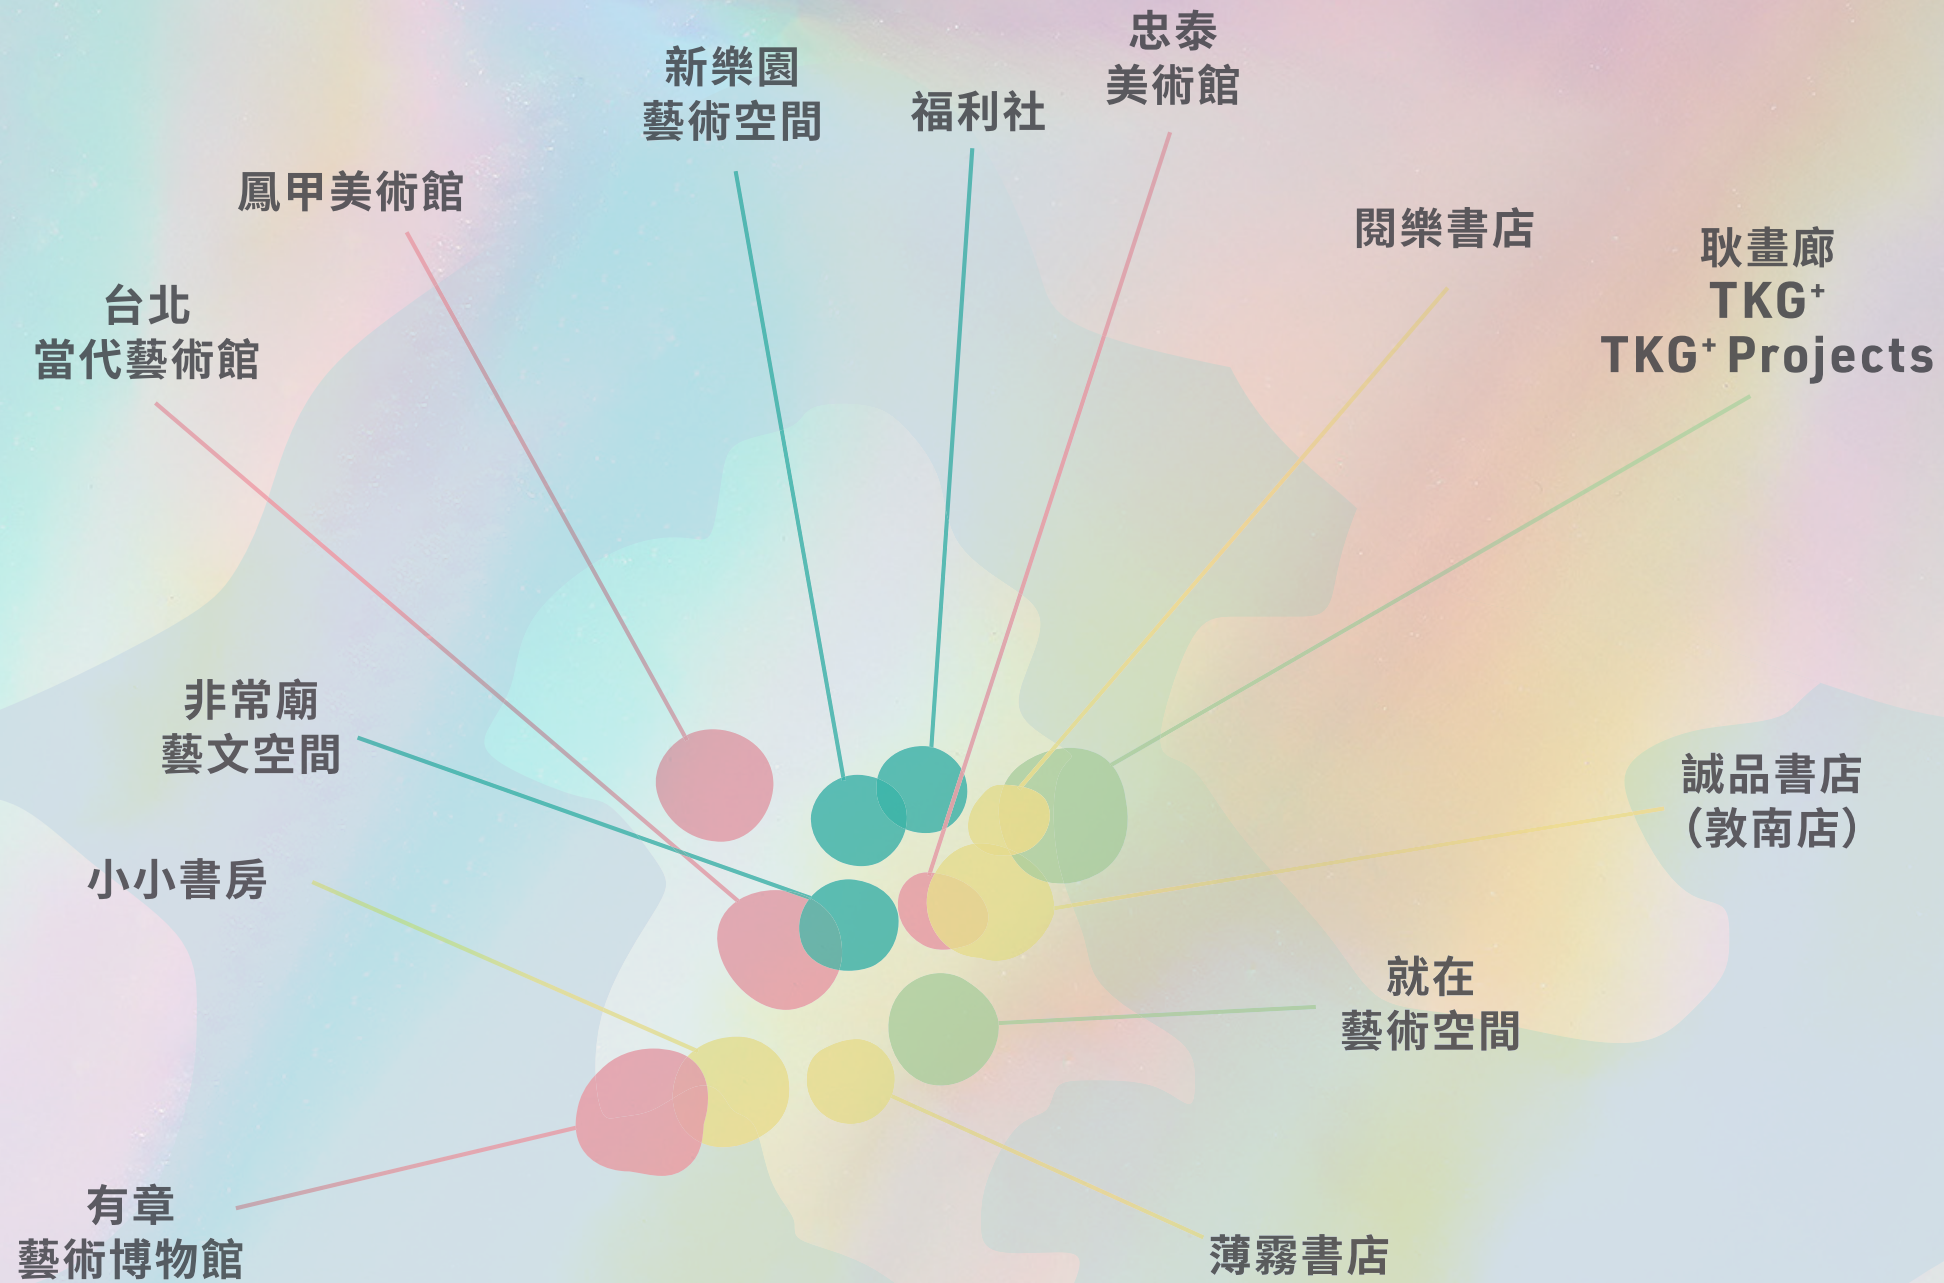 忠泰
美術館
新樂園
藝術空間
福利社
鳳甲美術館
閱樂書店
耿畫廊
TKG⁺
TKG⁺ Projects
台北
當代藝術館
非常廟
藝文空間
誠品書店
（敦南店）
小小書房
就在
藝術空間
有章
藝術博物館
薄霧書店